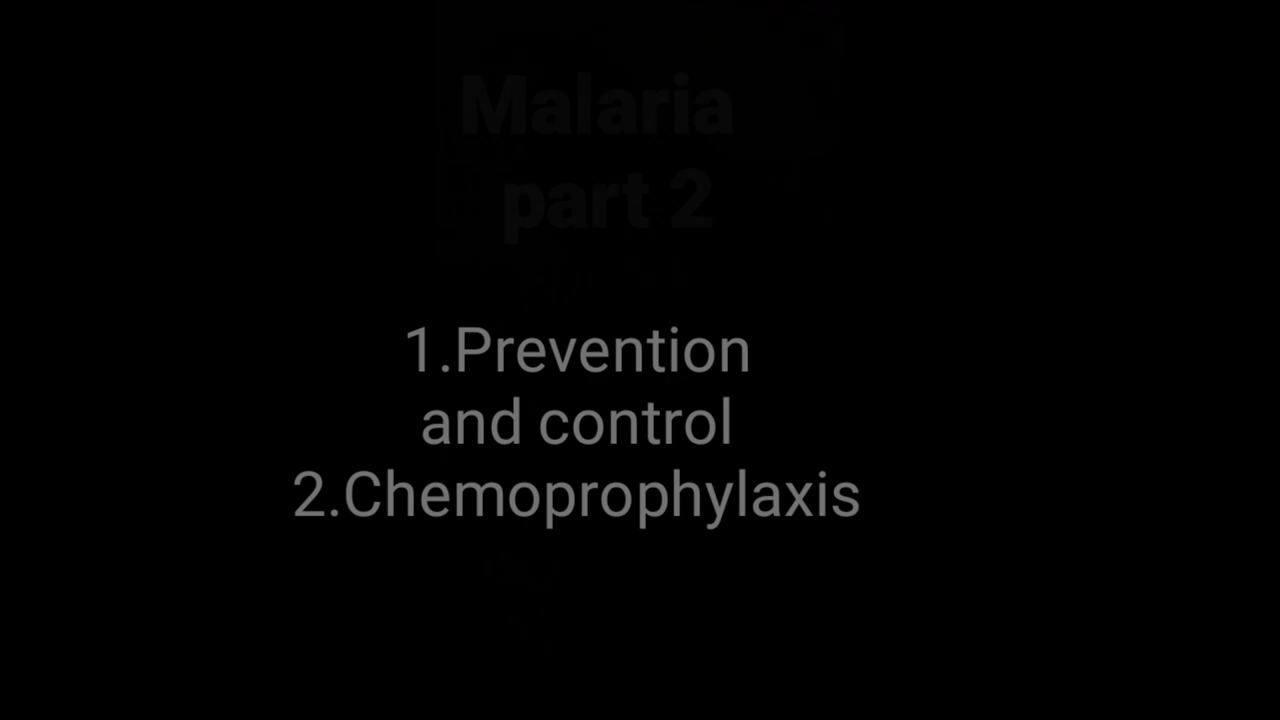 Malaria
part 2
1.Prevention
and control
2.Chemoprophylaxis